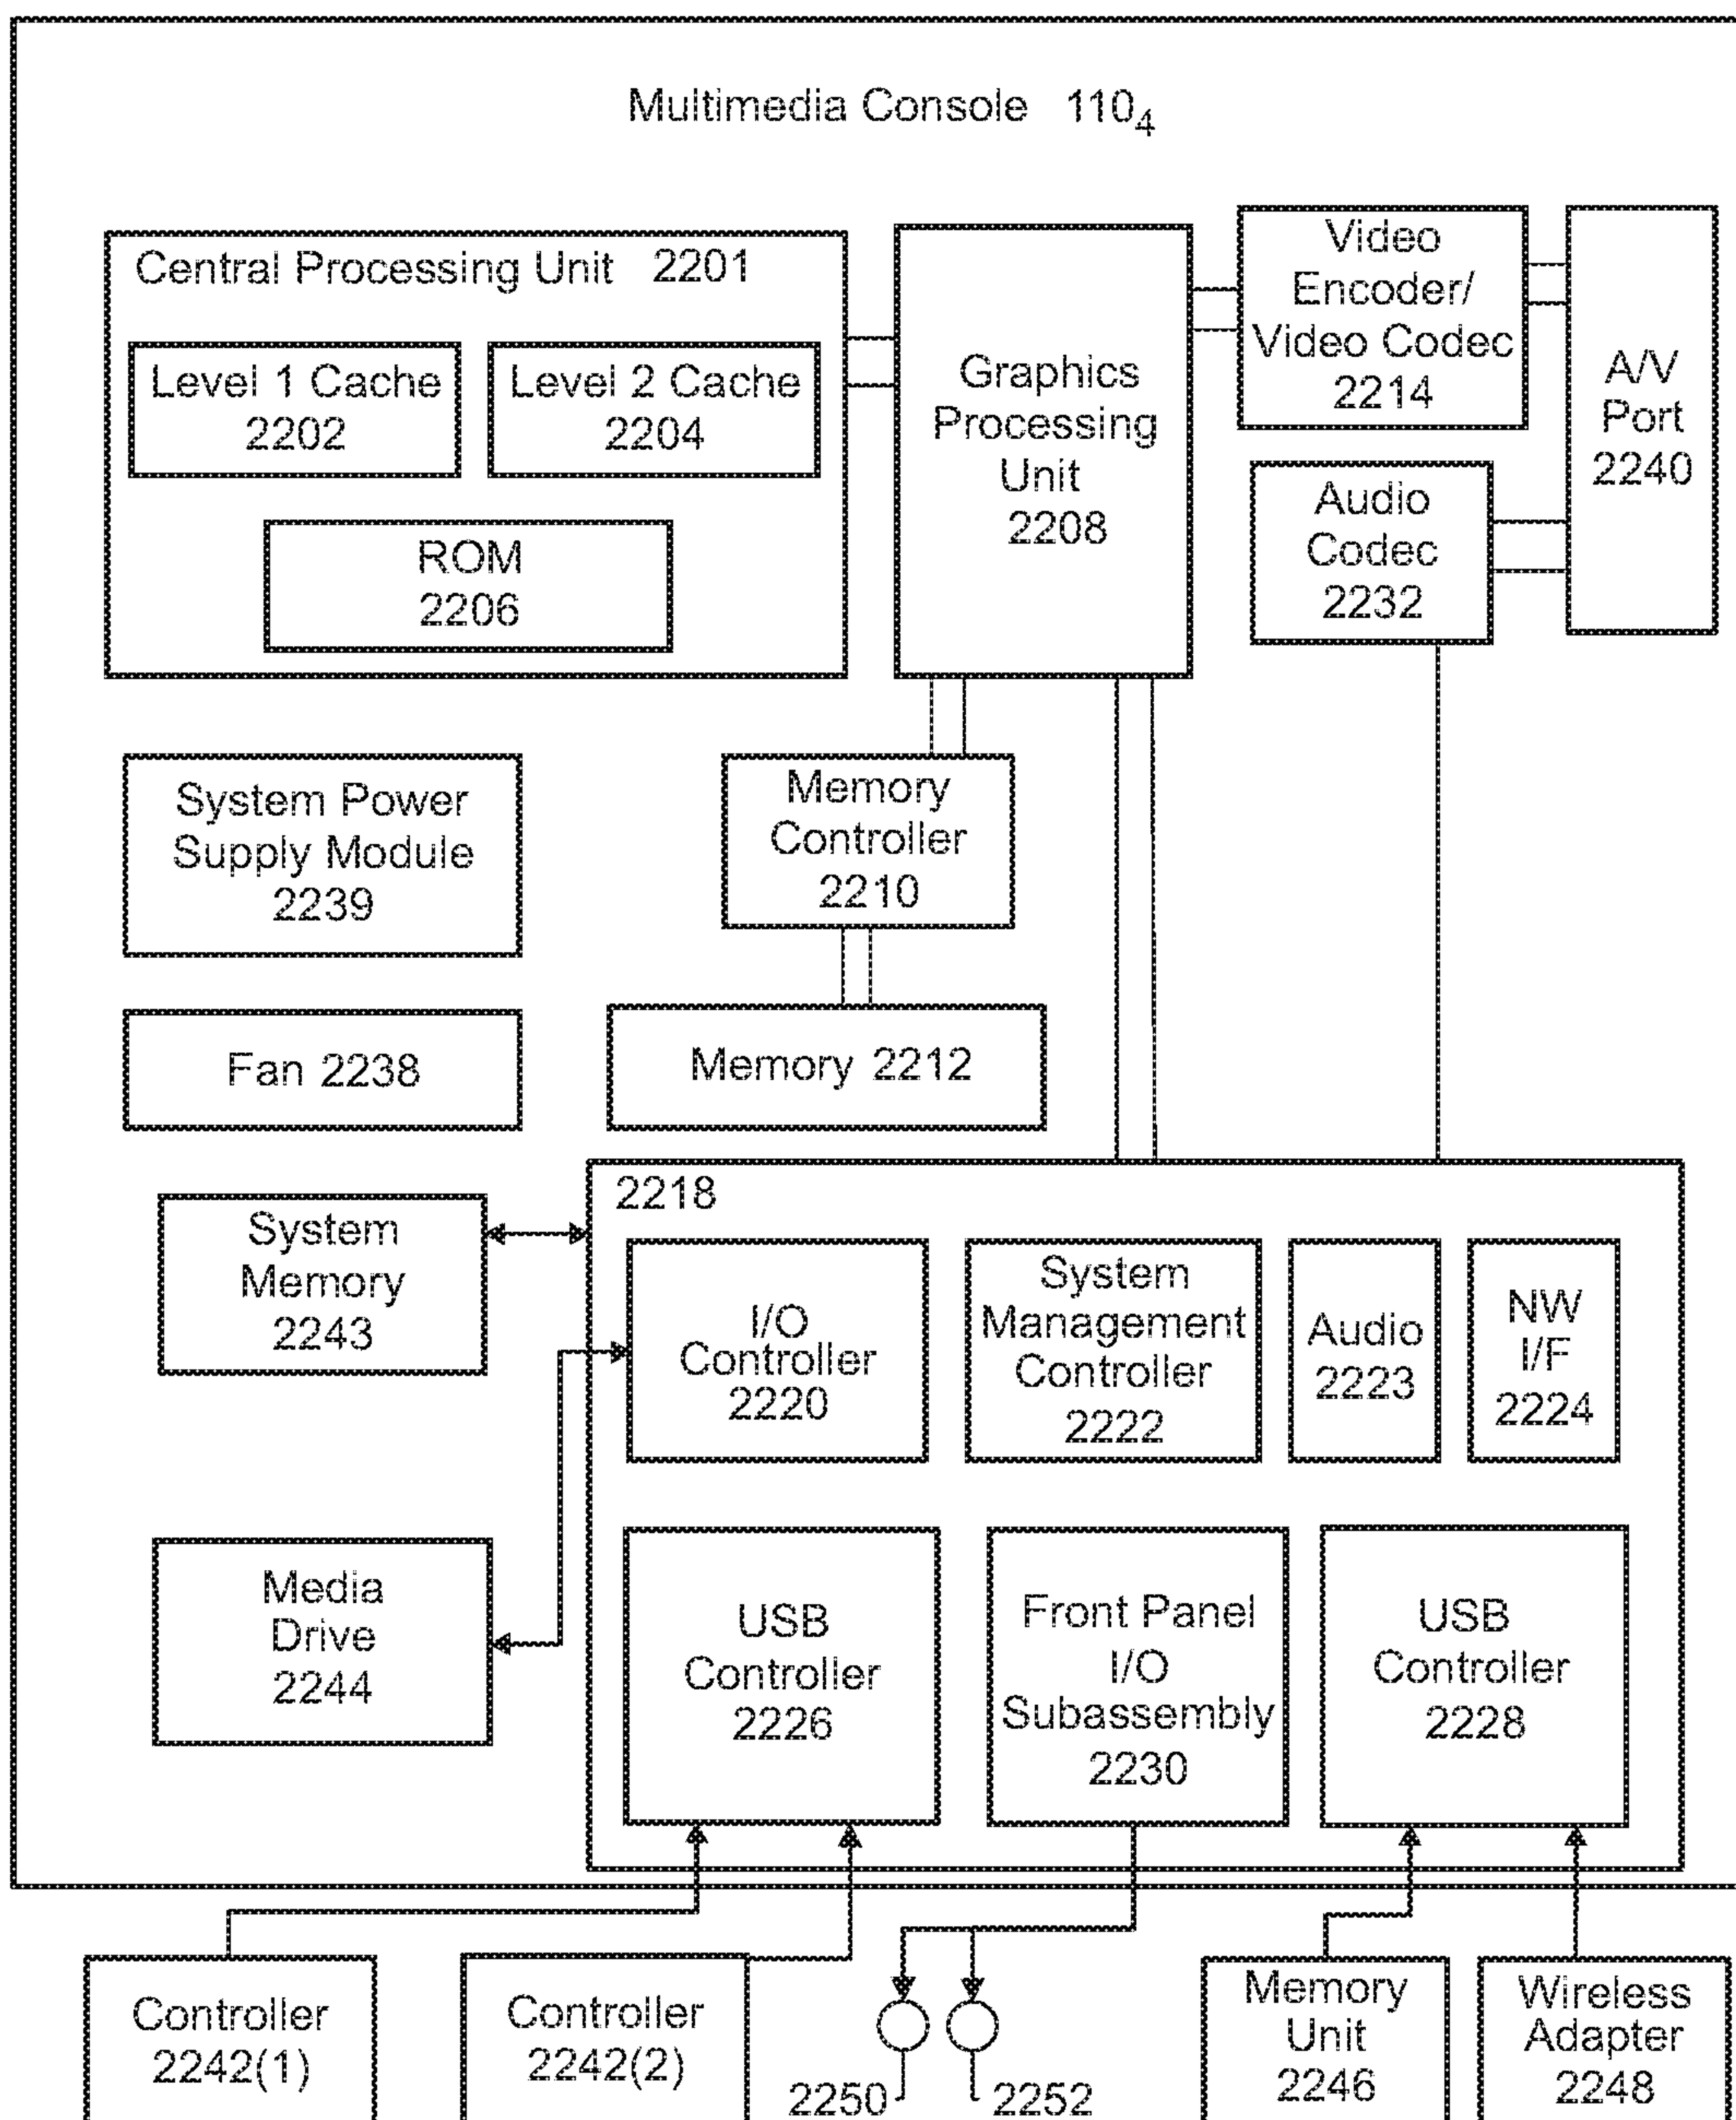 Multimedia Console 110₄
Central Processing Unit 2201
Level 1 Cache
2202
Level 2 Cache
2204
ROM
2206
Graphics
Processing
Unit
2208
Video
Encoder/
Video Codec
2214
A/V
Port
2240
Audio
Codec
2232
System Power
Supply Module
2239
Memory
Controller
2210
Fan 2238
Memory 2212
2218
System
Memory
2243
I/O
Controller
2220
System
Management
Controller
2222
Audio
2223
NW
I/F
2224
Media
Drive
2244
USB
Controller
2226
Front Panel
I/O
Subassembly
2230
USB
Controller
2228
Controller
2242(1)
Controller
2242(2)
2250
2252
Memory
Unit
2246
Wireless
Adapter
2248